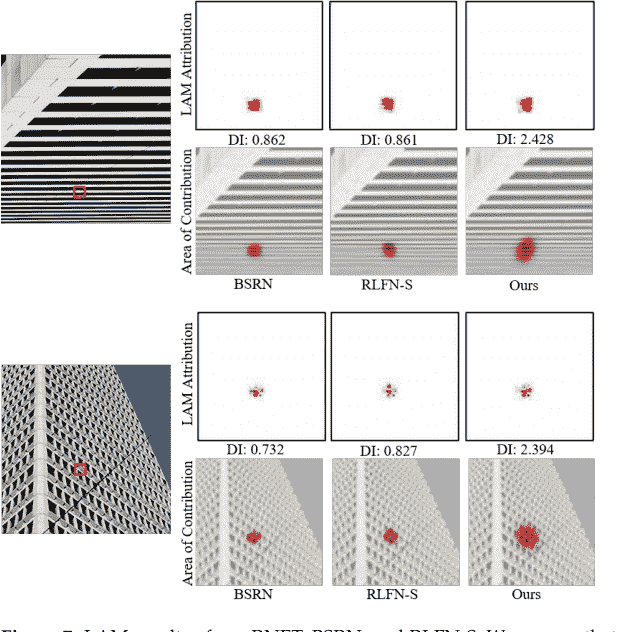 LAM Attribution
DI: 0.862 DI: 0.861 DI: 2.428
Area of Contribution
BSRN RLFN-S Ours
LAM Attribution
DI: 0.732 DI: 0.827 DI: 2.394
Area of Contribution
BSRN RLFN-S Ours